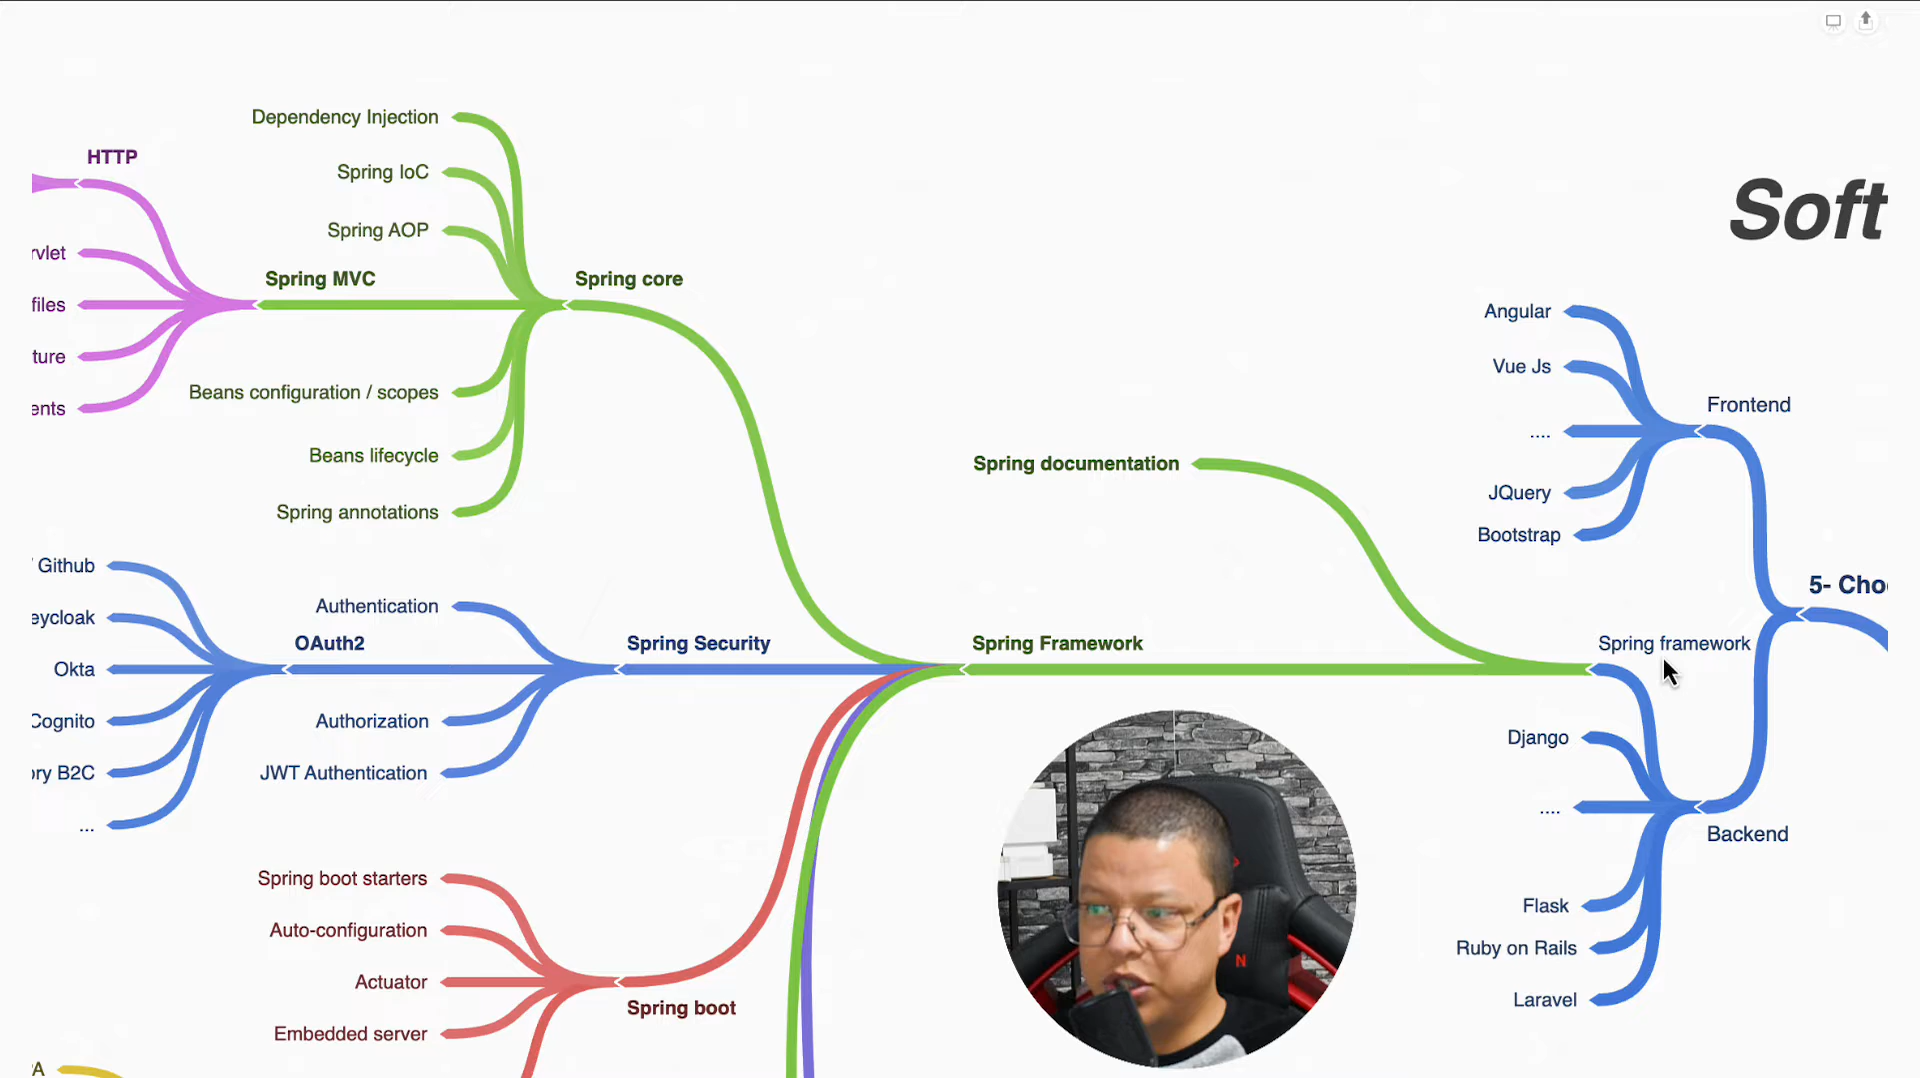 Dependency Injection
HTTP
Spring IoC
Soft
Spring AOP
rvlet
Spring MVC
Spring core
files
Angular
ture
Vue Js
Beans configuration / scopes
ents
Frontend
....
Beans lifecycle
Spring documentation
JQuery
Spring annotations
Bootstrap
Github
5- Choo
Authentication
eycloak
OAuth2
Spring Security
Spring Framework
Spring framework
Okta
Cognito
Authorization
Django
ory B2C
JWT Authentication
...
....
Backend
Spring boot starters
Flask
Auto-configuration
Ruby on Rails
Actuator
Laravel
Spring boot
Embedded server
N
PA